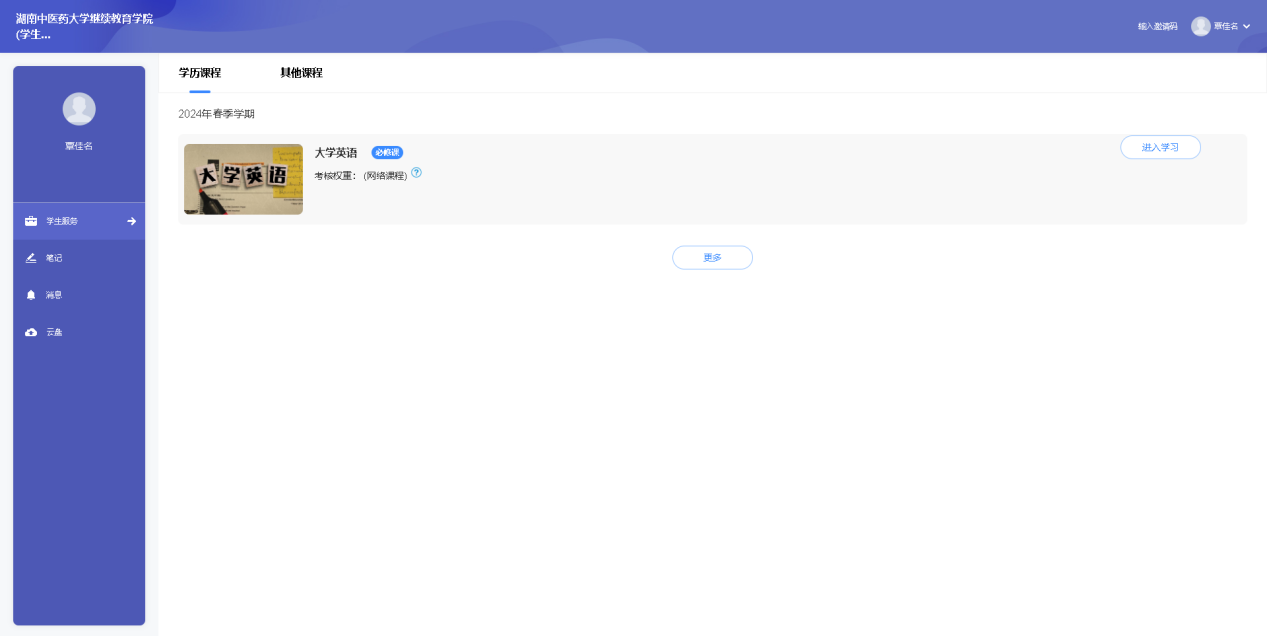 湖南中医药大学继续教育学院
(学生...
输入邀请码
覃佳名
覃佳名
学生服务
笔记
消息
云盘
学历课程
其他课程
2024年春季学期
大学英语
大学英语
必修课
考核权重： (网络课程)
进入学习
更多